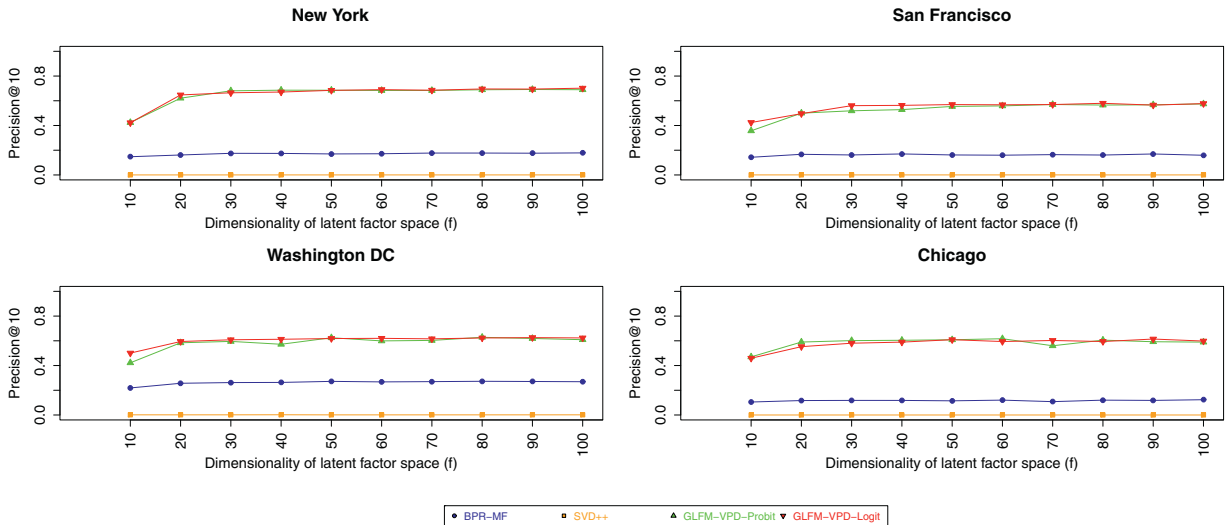 New York
Precision@10
0.0 0.4 0.8
10 20 30 40 50 60 70 80 90 100
Dimensionality of latent factor space (f)
San Francisco
Precision@10
0.0 0.4 0.8
10 20 30 40 50 60 70 80 90 100
Dimensionality of latent factor space (f)
Washington DC
Precision@10
0.0 0.4 0.8
10 20 30 40 50 60 70 80 90 100
Dimensionality of latent factor space (f)
Chicago
Precision@10
0.0 0.4 0.8
10 20 30 40 50 60 70 80 90 100
Dimensionality of latent factor space (f)
BPR−MF SVD++ GLFM−VPD−Probit GLFM−VPD−Logit